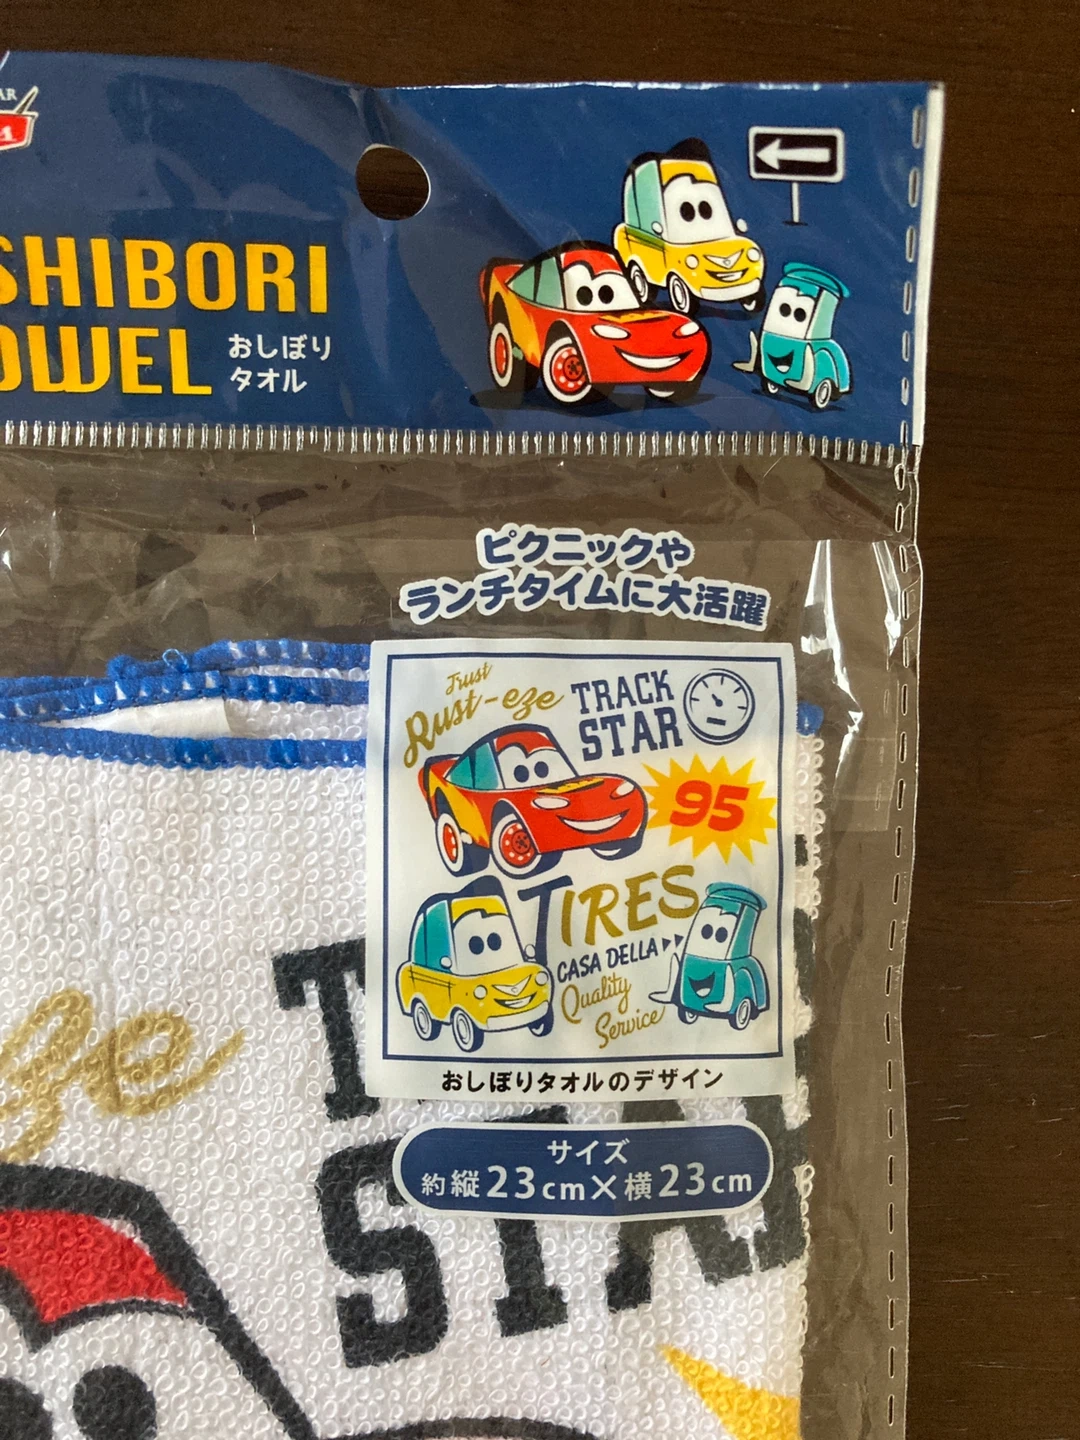 SHIBORI
OWEL
おしぼり
タオル
ピクニックや
ランチタイムに大活躍
Trust
Rust-eze
TRACK
STAR
95
TIRES
CASA DELLA
Quality
Service
おしぼりタオルのデザイン
サイズ
約縦23cm×横23cm
STAR